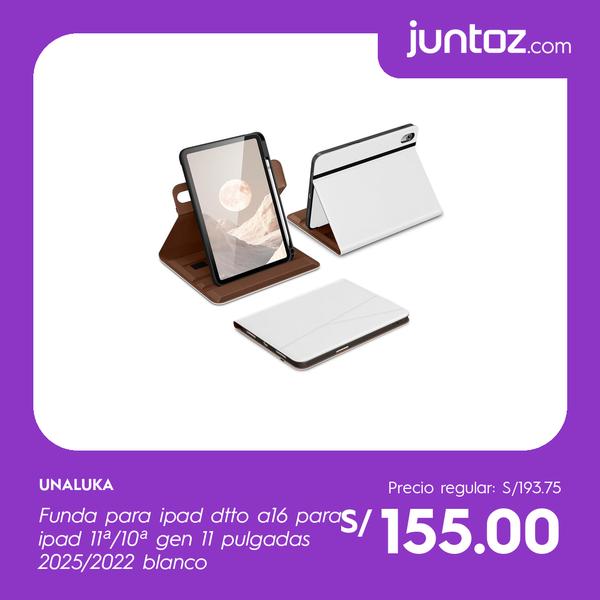 juntoz.com
UNALUKA
Precio regular: S/193.75
Funda para ipad dtto a16 para
ipad 11ª/10ª gen 11 pulgadas
2025/2022 blanco
S/155.00